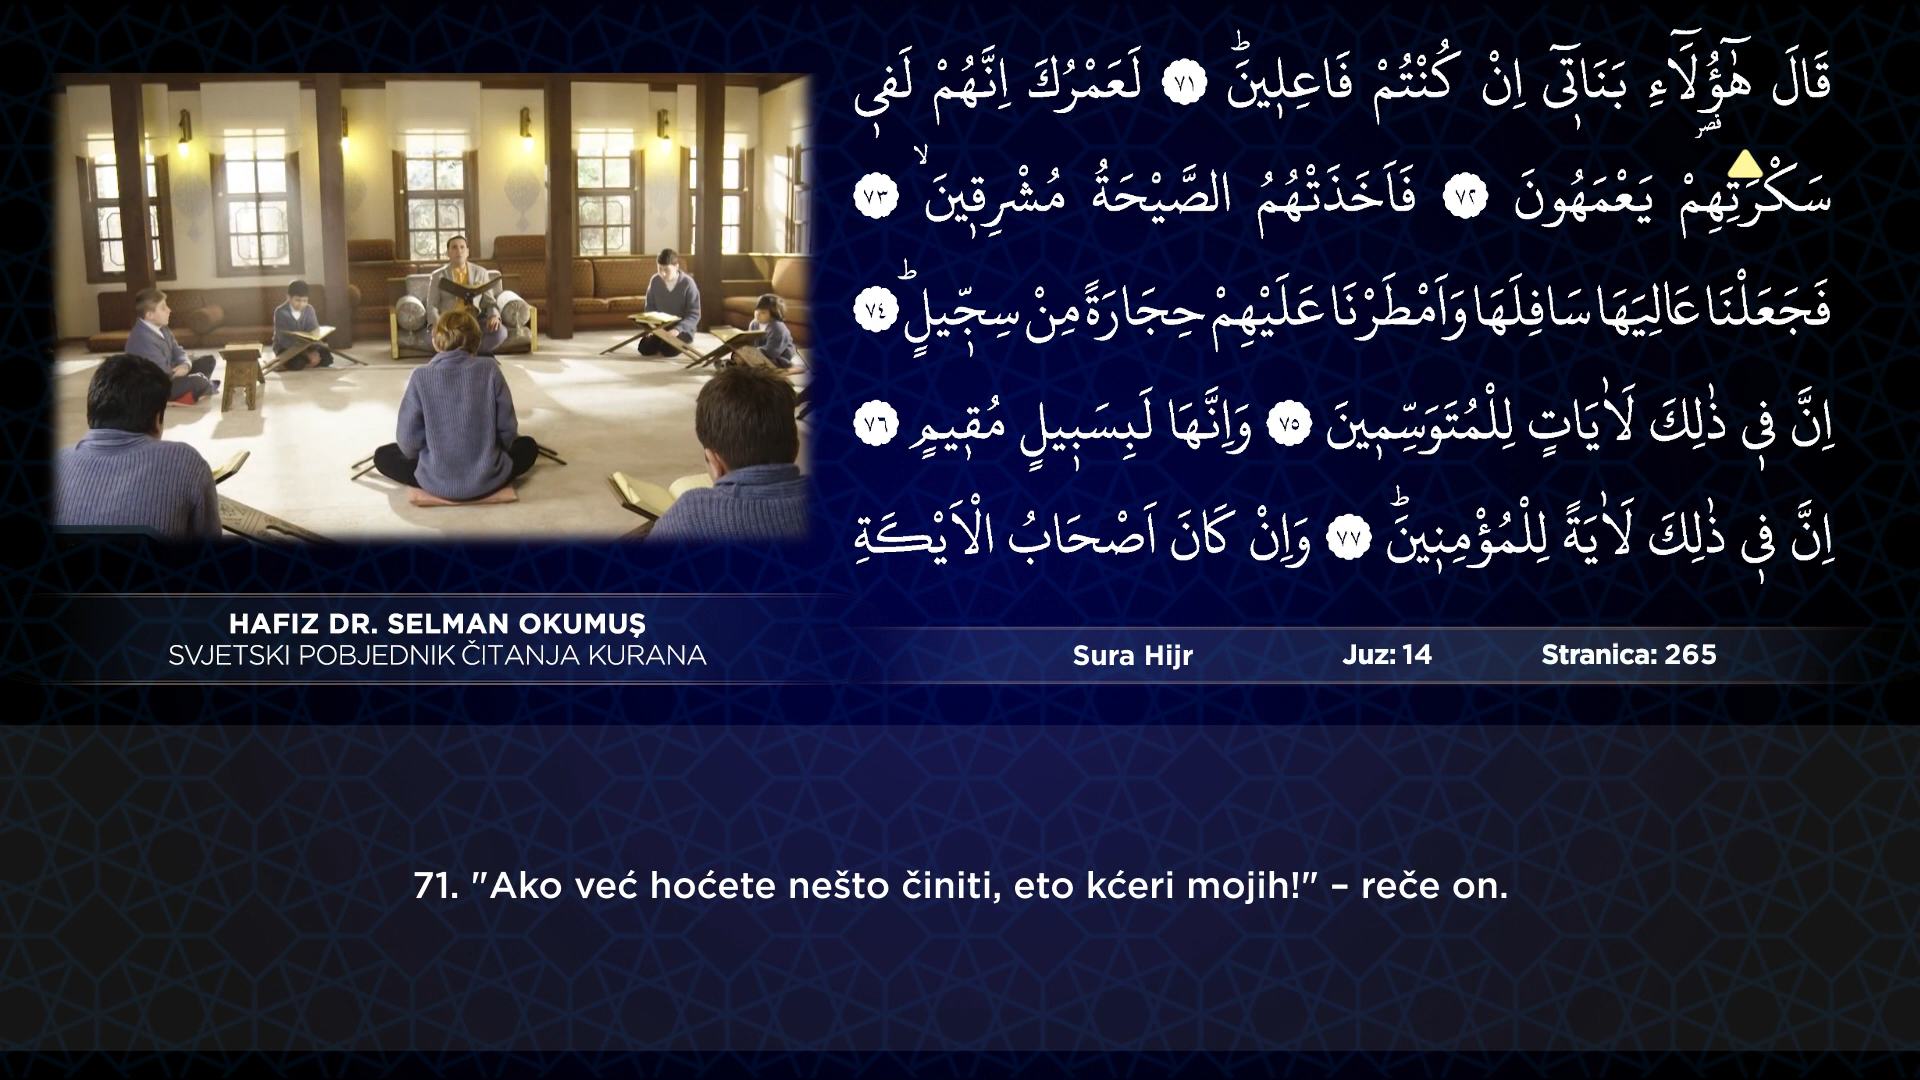 قَالَ هٰٓؤُ۬لَٓاءِ بَنَات۪ٓي اِنْ كُنْتُمْ فَاعِل۪ينَۜ ﴿٧١﴾ لَعَمْرُكَ اِنَّهُمْ لَف۪ي
قصر
سَكْرَتِهِمْ يَعْمَهُونَ ﴿٧٢﴾ فَاَخَذَتْهُمُ الصَّيْحَةُ مُشْرِق۪ينَۙ ﴿٧٣﴾
فَجَعَلْنَا عَالِيَهَا سَافِلَهَا وَاَمْطَرْنَا عَلَيْهِمْ حِجَارَةً مِنْ سِجّ۪يلٍۜ ﴿٧٤﴾
اِنَّ ف۪ي ذٰلِكَ لَاٰيَاتٍ لِلْمُتَوَسِّم۪ينَ ﴿٧٥﴾ وَاِنَّهَا لَبِسَب۪يلٍ مُق۪يمٍ ﴿٧٦﴾
اِنَّ ف۪ي ذٰلِكَ لَاٰيَةً لِلْمُؤْمِن۪ينَۜ ﴿٧٧﴾ وَاِنْ كَانَ اَصْحَابُ الْاَيْكَةِ
HAFIZ DR. SELMAN OKUMUŞ
SVJETSKI POBJEDNIK ČITANJA KURANA
Sura Hijr Juz: 14 Stranica: 265
71. "Ako već hoćete nešto činiti, eto kćeri mojih!" – reče on.